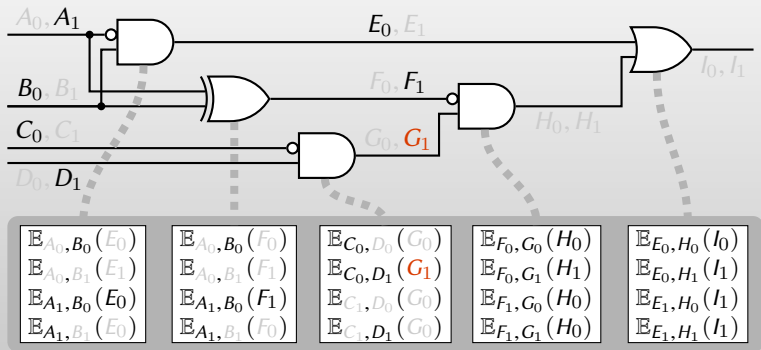 A₀, A₁
E₀, E₁
I₀, I₁
B₀, B₁
F₀, F₁
H₀, H₁
C₀, C₁
G₀, G₁
D₀, D₁
𝔼A₀,B₀(E₀) 𝔼A₀,B₀(F₀) 𝔼C₀,D₀(G₀) 𝔼F₀,G₀(H₀) 𝔼E₀,H₀(I₀)
𝔼A₀,B₁(E₁) 𝔼A₀,B₁(F₁) 𝔼C₀,D₁(G₁) 𝔼F₀,G₁(H₁) 𝔼E₀,H₁(I₁)
𝔼A₁,B₀(E₀) 𝔼A₁,B₀(F₁) 𝔼C₁,D₀(G₀) 𝔼F₁,G₀(H₀) 𝔼E₁,H₀(I₁)
𝔼A₁,B₁(E₀) 𝔼A₁,B₁(F₀) 𝔼C₁,D₁(G₀) 𝔼F₁,G₁(H₀) 𝔼E₁,H₁(I₁)